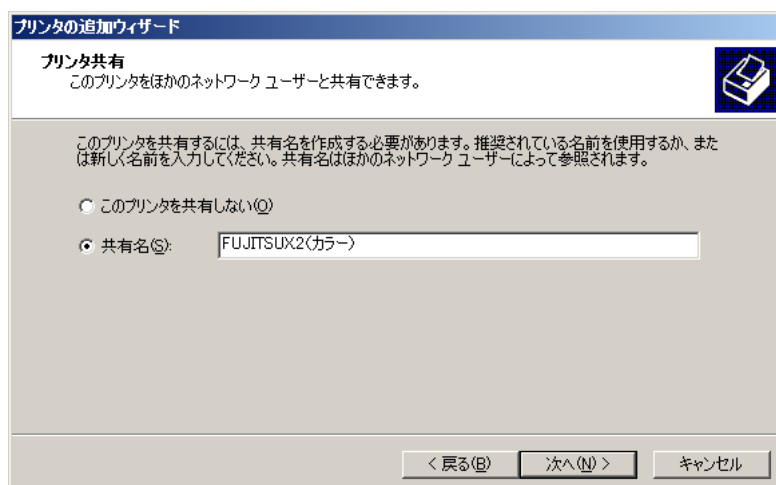 プリンタの追加ウィザード
プリンタ共有
このプリンタをほかのネットワーク ユーザーと共有できます。
このプリンタを共有するには、共有名を作成する必要があります。推奨されている名前を使用するか、また
は新しく名前を入力してください。共有名はほかのネットワーク ユーザーによって参照されます。
このプリンタを共有しない(O)
共有名(S): FUJITSUX2(カラー)
< 戻る(B) 次へ(N) > キャンセル